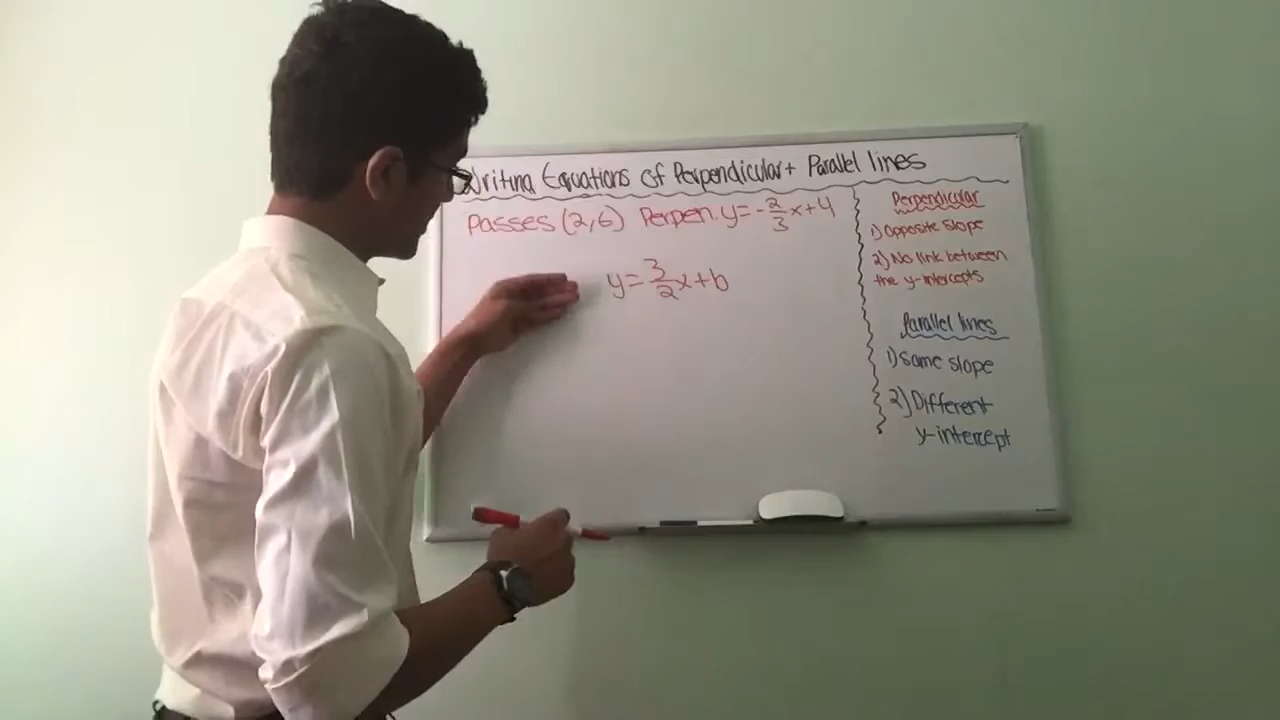 Writing Equations of Perpendicular + Parallel lines
Passes (2,6) Perpen. y=-2/3x+4
y=3/2x+b
Perpendicular
1) Opposite slope
2) No link between
the y-intercepts
Parallel lines
1) Same slope
2) Different
y-intercept